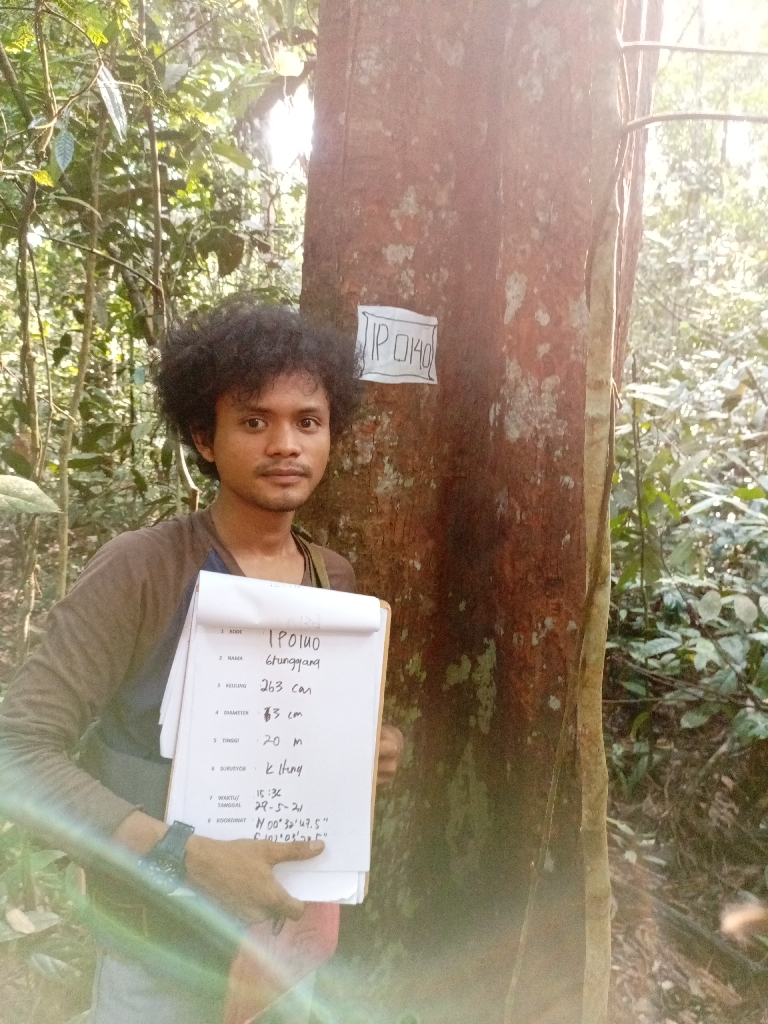 IP 0140
1 KODE : IP0140
2 NAMA : Grunggang
3 KELILING : 263 cm
4 DIAMETER : 83 cm
5 TINGGI : 20 m
6 SURVEYOR :
7 WAKTU/ TANGGAL : 15:36
29-5-21
8 KOORDINAT : N 00°32'47.5"